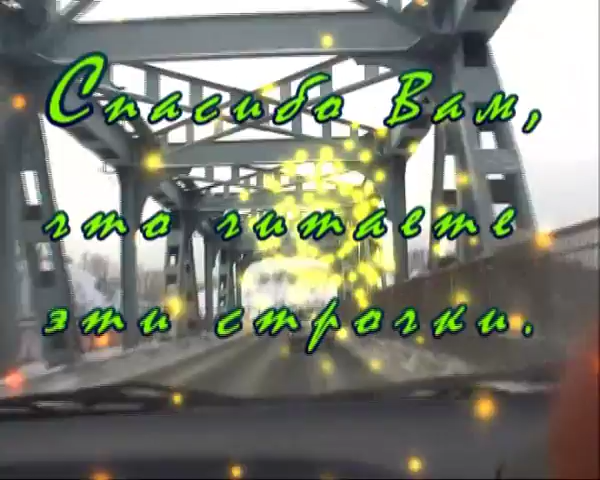 Спасибо Вам,
что читаете
эти строчки.